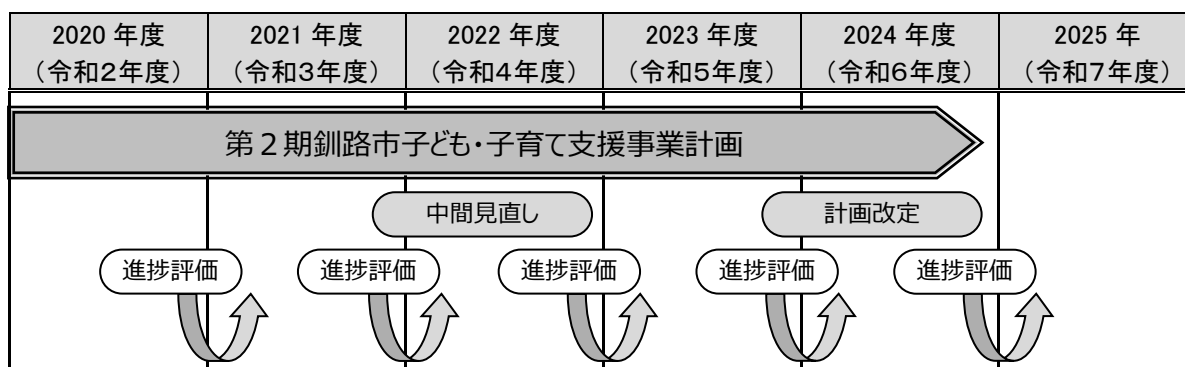 2020 年度
（令和2年度）
2021 年度
（令和3年度）
2022 年度
（令和4年度）
2023 年度
（令和5年度）
2024 年度
（令和6年度）
2025 年
（令和7年度）
第２期釧路市子ども・子育て支援事業計画
中間見直し
計画改定
進捗評価
進捗評価
進捗評価
進捗評価
進捗評価